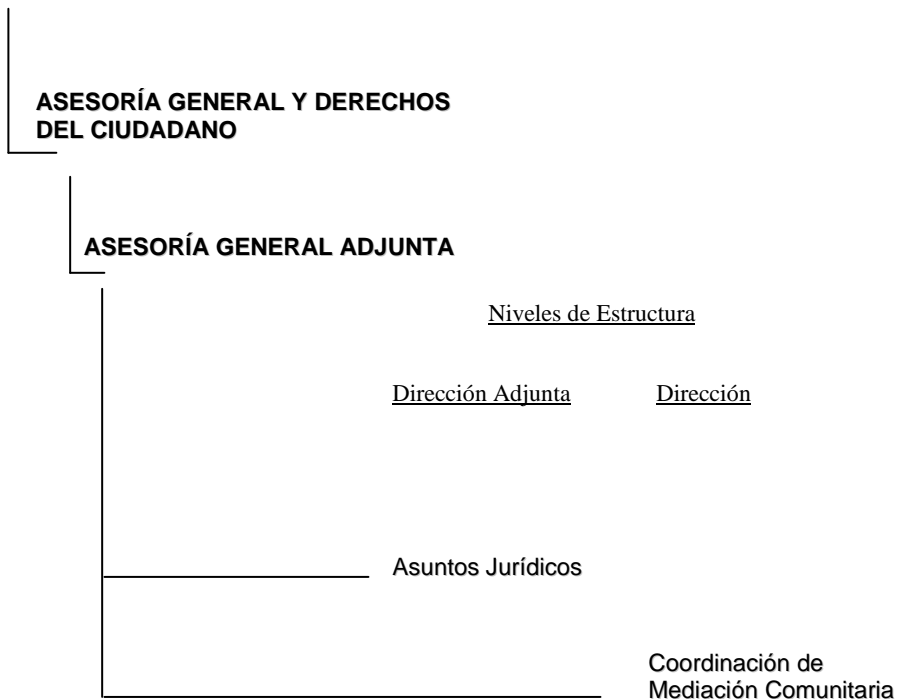 ASESORÍA GENERAL Y DERECHOS
DEL CIUDADANO
ASESORÍA GENERAL ADJUNTA
Niveles de Estructura
Dirección Adjunta Dirección
Asuntos Jurídicos
Coordinación de
Mediación Comunitaria